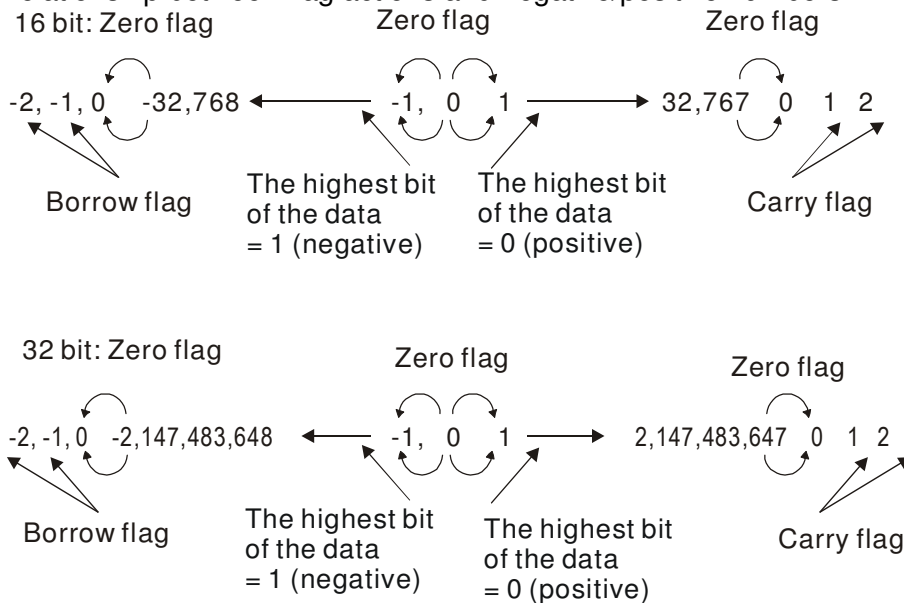 16 bit: Zero flag Zero flag Zero flag
-2, -1, 0 -32,768 -1, 0 1 32,767 0 1 2
Borrow flag
The highest bit
of the data
= 1 (negative)
The highest bit
of the data
= 0 (positive)
Carry flag
32 bit: Zero flag Zero flag Zero flag
-2, -1, 0 -2,147,483,648 -1, 0 1 2,147,483,647 0 1 2
Borrow flag
The highest bit
of the data
= 1 (negative)
The highest bit
of the data
= 0 (positive)
Carry flag